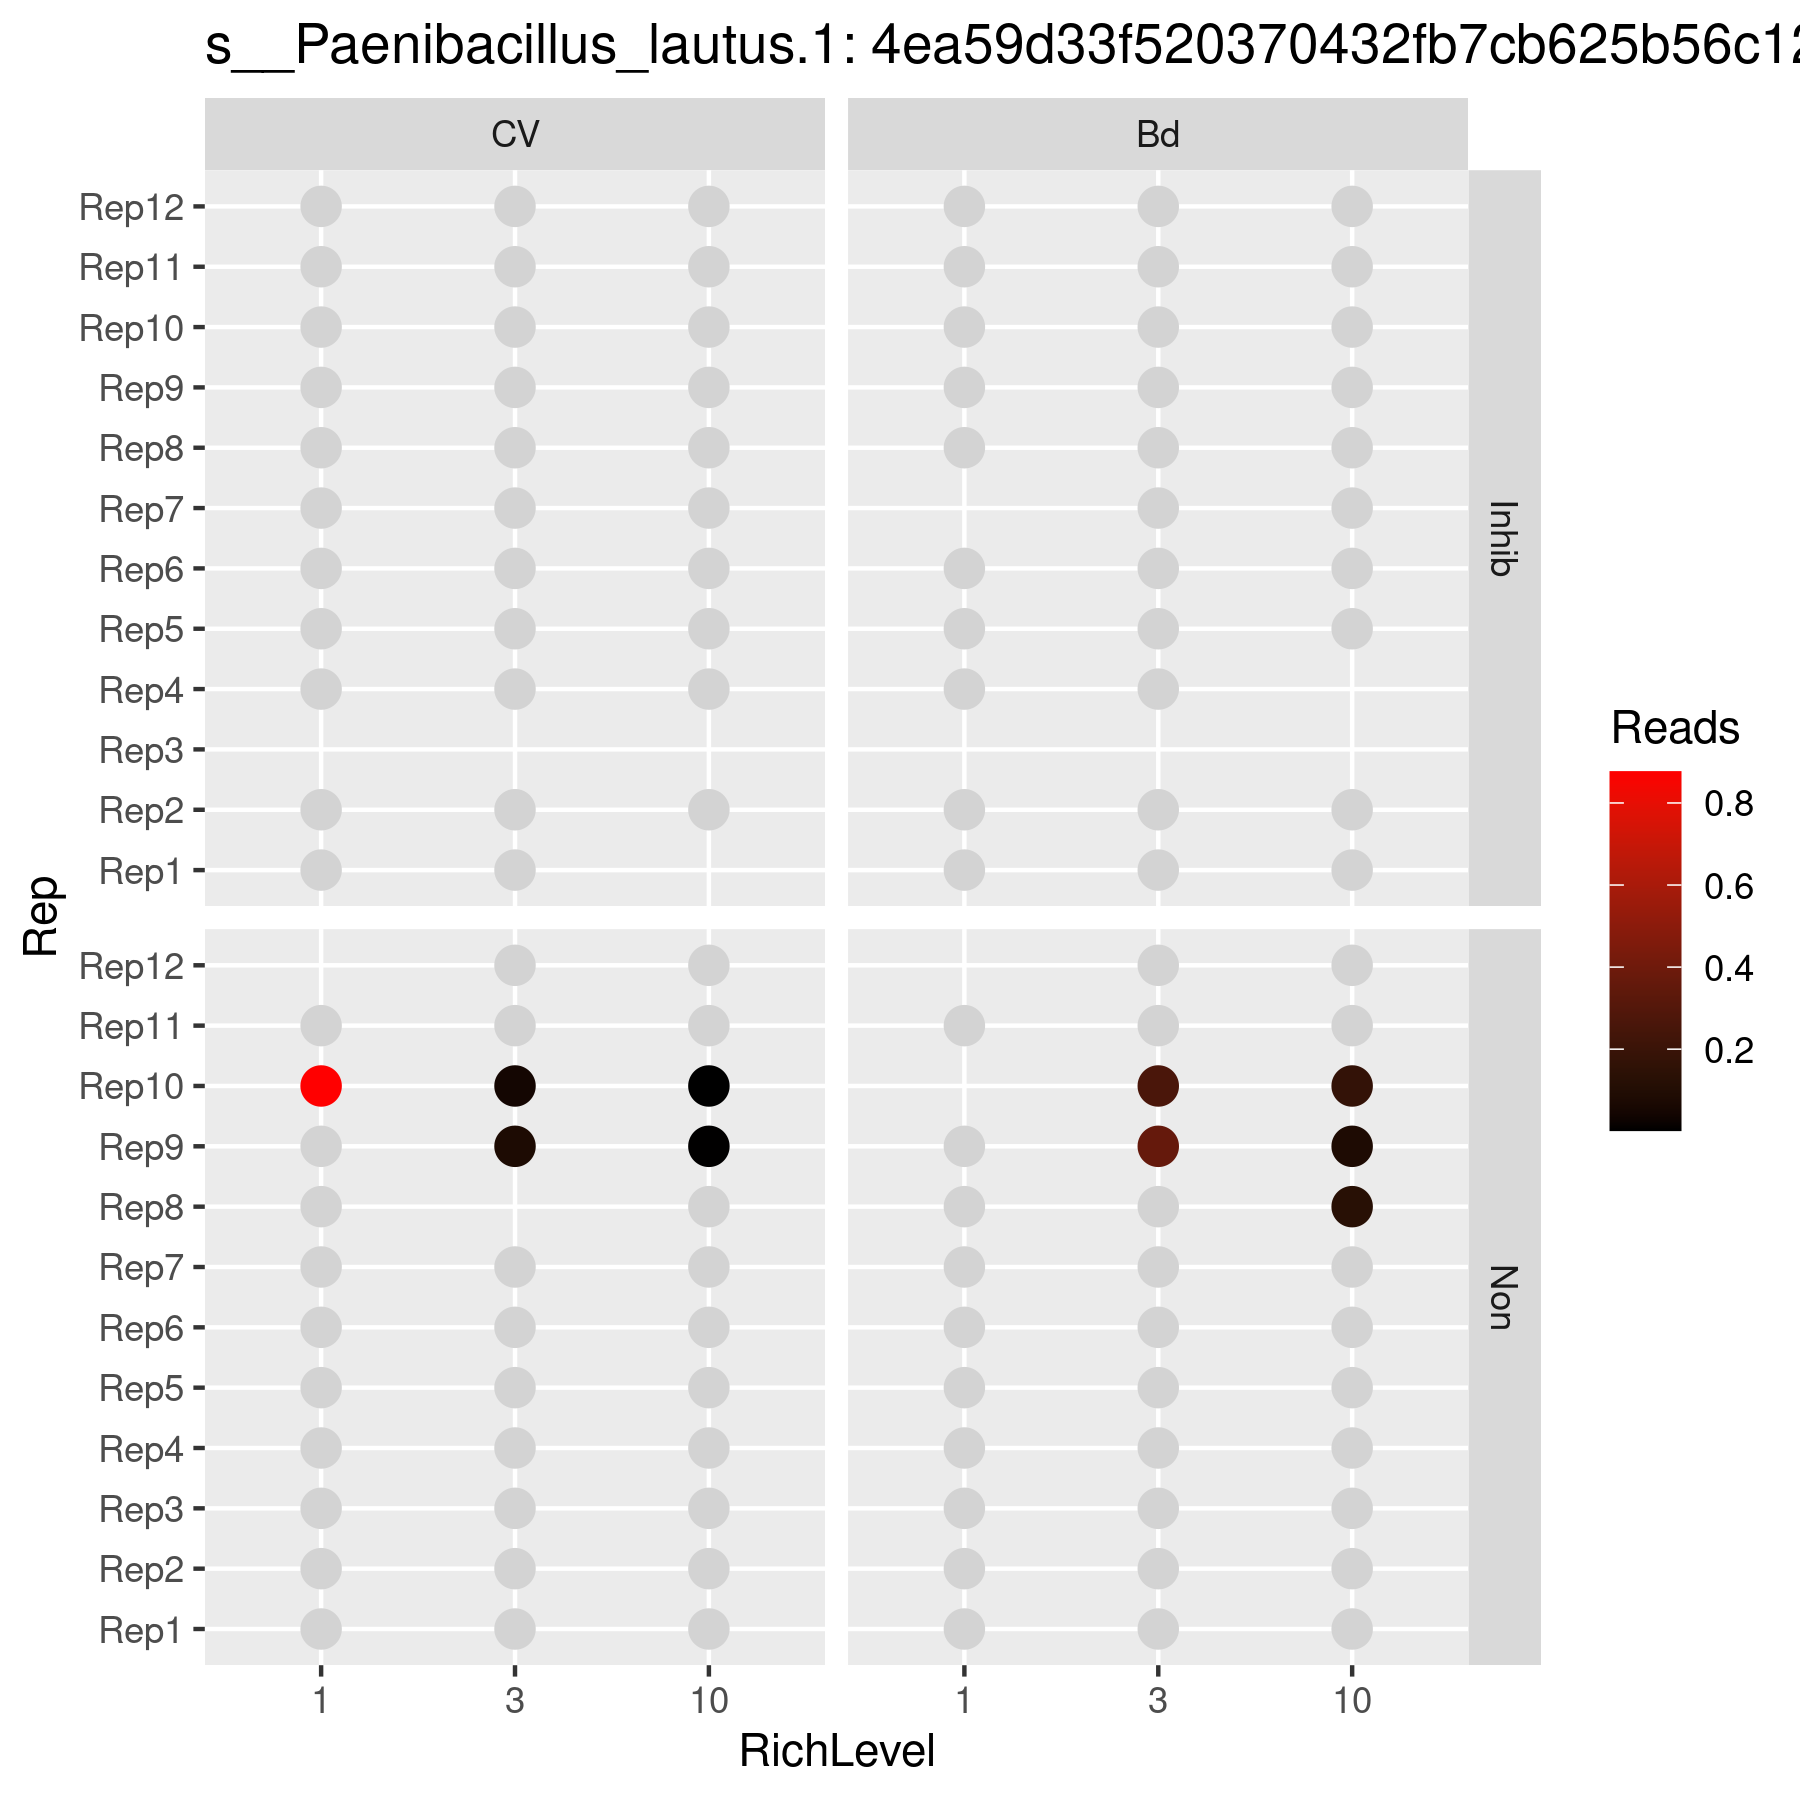 s__Paenibacillus_lautus.1: 4ea59d33f520370432fb7cb625b56c12
CV
Bd
Rep12
Rep11
Rep10
Rep9
Rep8
Rep7
Rep6
Rep5
Rep4
Rep3
Rep2
Rep1
Inhib
Rep12
Rep11
Rep10
Rep9
Rep8
Rep7
Rep6
Rep5
Rep4
Rep3
Rep2
Rep1
Non
Rep
1 3 10
1 3 10
RichLevel
Reads
0.8
0.6
0.4
0.2